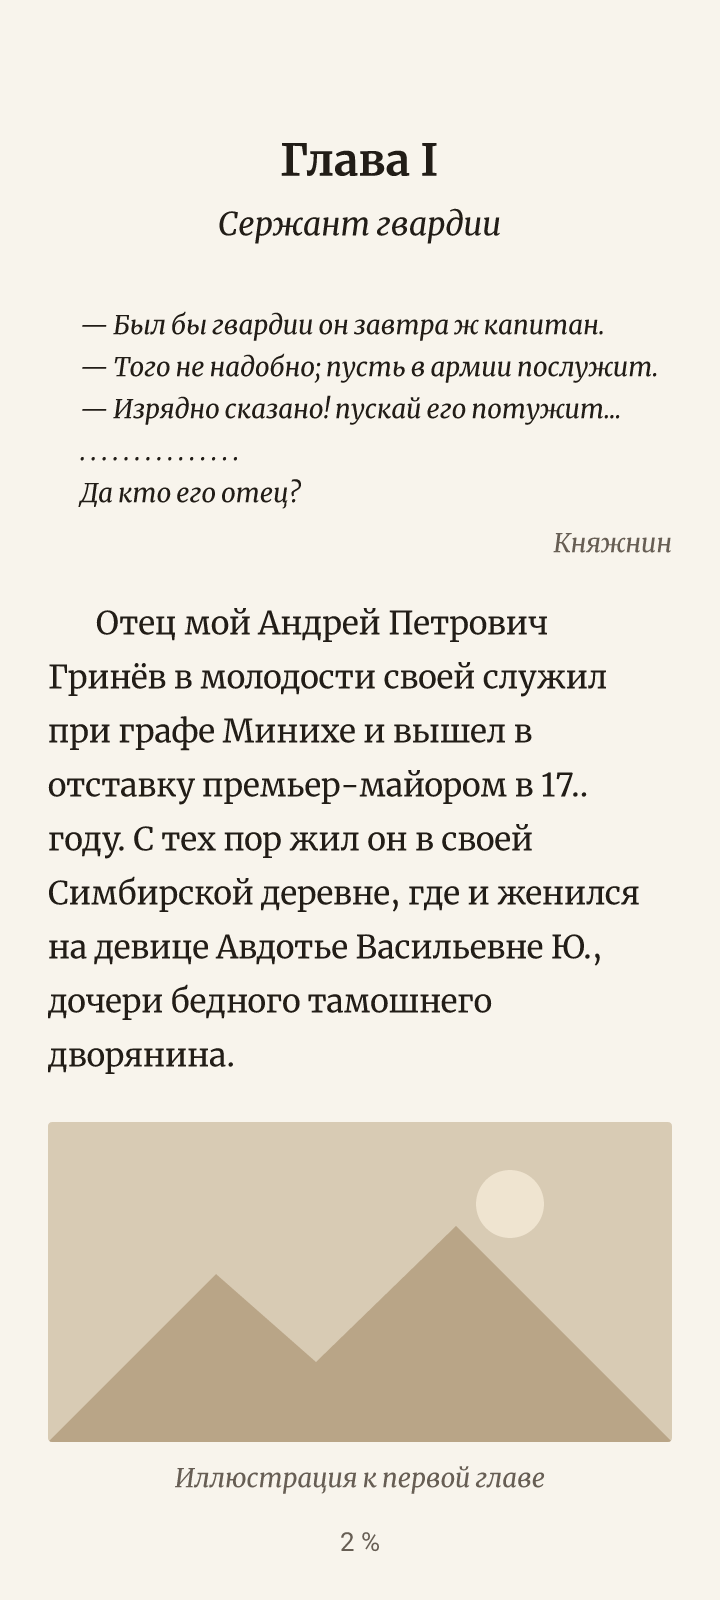 Глава I
Сержант гвардии
— Был бы гвардии он завтра ж капитан.
— Того не надобно; пусть в армии послужит.
— Изрядно сказано! пускай его потужит...
. . . . . . . . . . . . . . .
Да кто его отец?
Княжнин
Отец мой Андрей Петрович
Гринёв в молодости своей служил
при графе Минихе и вышел в
отставку премьер-майором в 17..
году. С тех пор жил он в своей
Симбирской деревне, где и женился
на девице Авдотье Васильевне Ю.,
дочери бедного тамошнего
дворянина.
Иллюстрация к первой главе
2 %